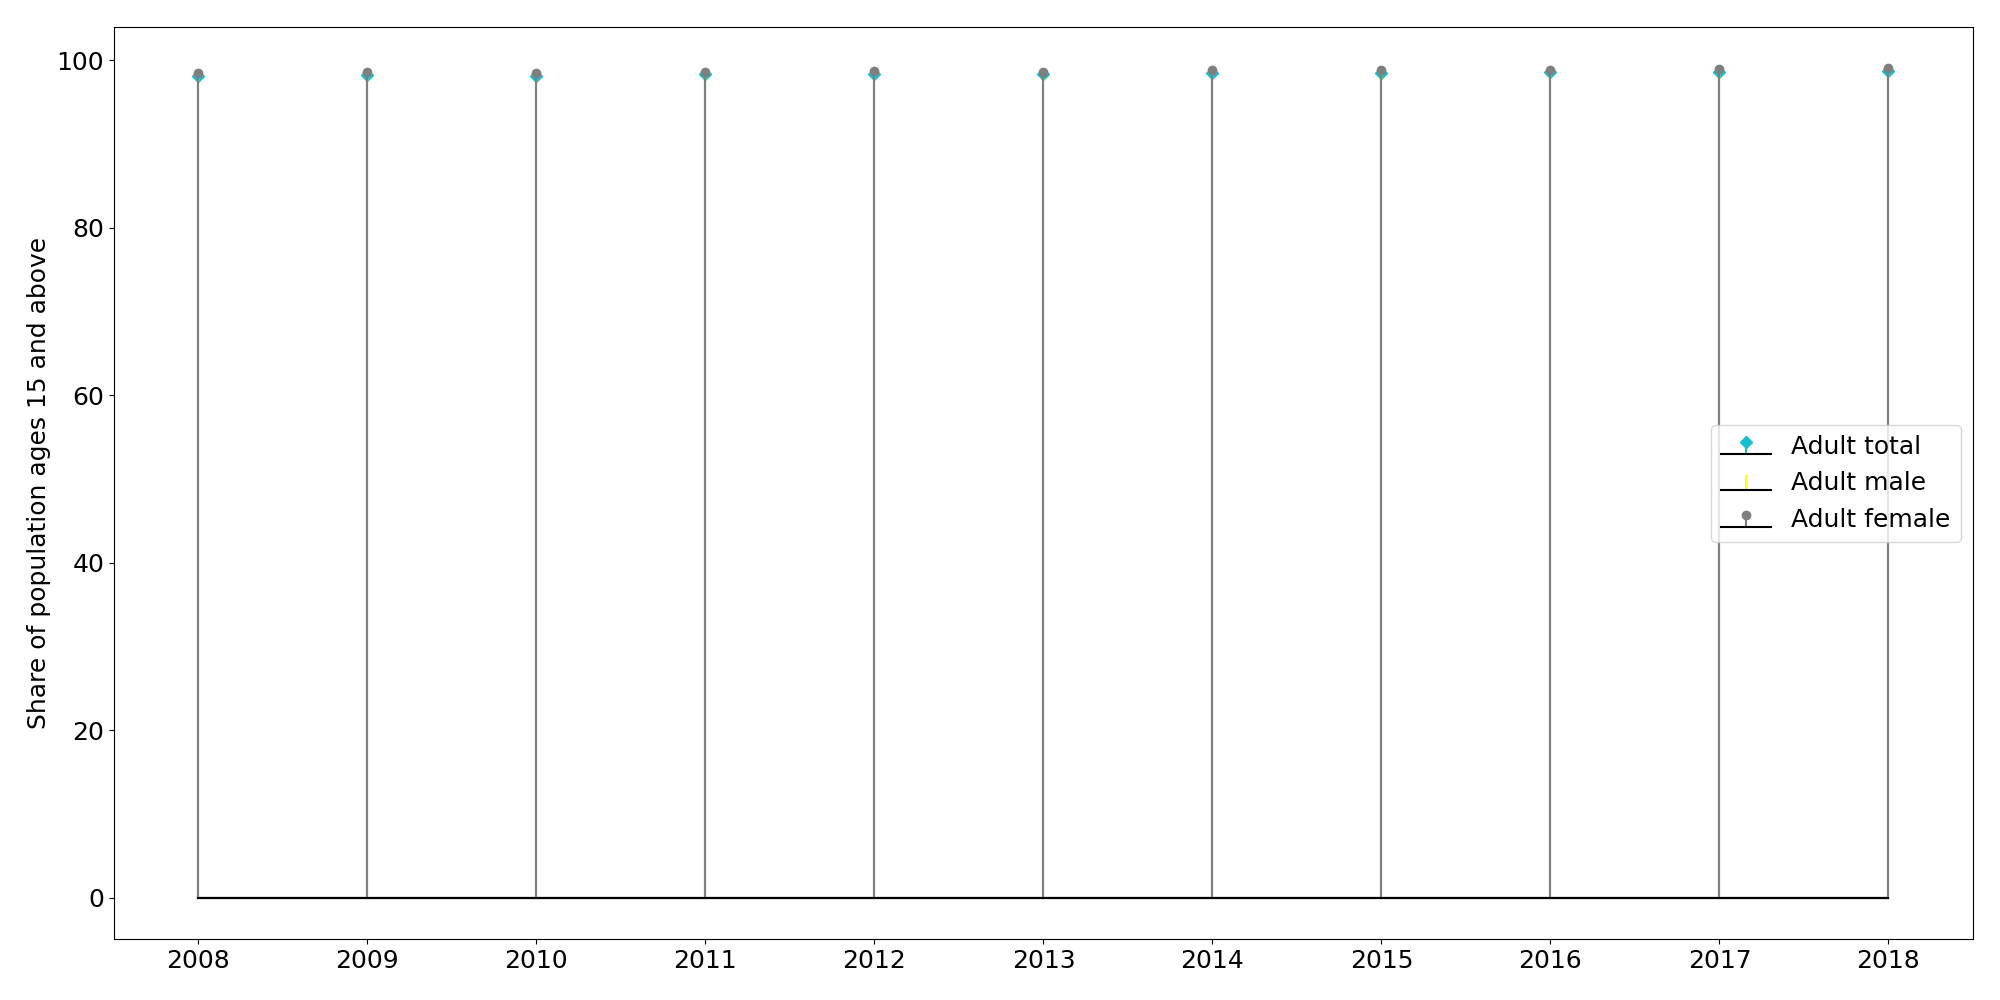 Share of population ages 15 and above
100
80
60
40
20
0
2008 2009 2010 2011 2012 2013 2014 2015 2016 2017 2018
Adult total
Adult male
Adult female